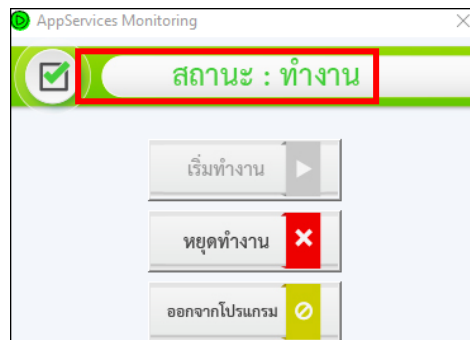 AppServices Monitoring
สถานะ : ทำงาน
เริ่มทำงาน
หยุดทำงาน
ออกจากโปรแกรม